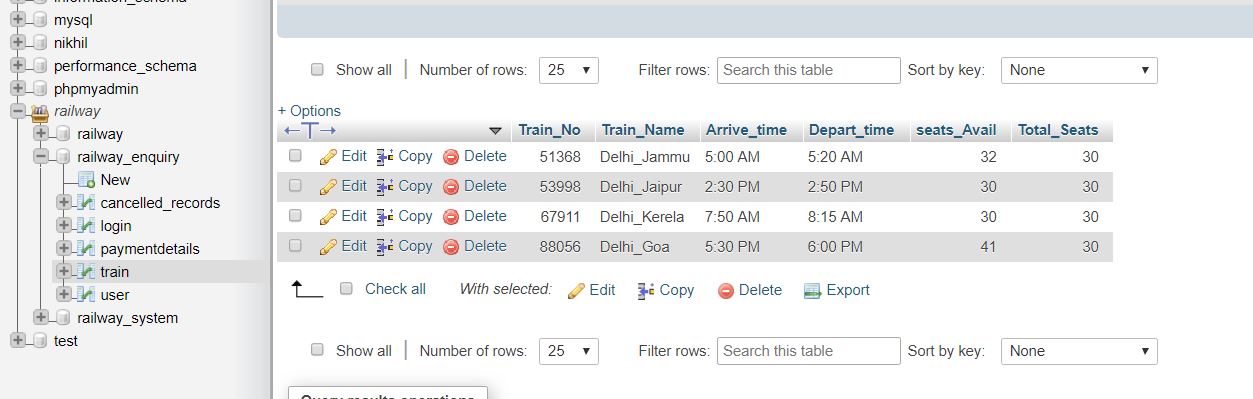 information_schema
mysql
nikhil
performance_schema
phpmyadmin
railway
railway
railway_enquiry
New
cancelled_records
login
paymentdetails
train
user
railway_system
test
Show all | Number of rows: 25 Filter rows: Search this table Sort by key: None
+ Options
Train_No Train_Name Arrive_time Depart_time seats_Avail Total_Seats
Edit Copy Delete 51368 Delhi_Jammu 5:00 AM 5:20 AM 32 30
Edit Copy Delete 53998 Delhi_Jaipur 2:30 PM 2:50 PM 30 30
Edit Copy Delete 67911 Delhi_Kerela 7:50 AM 8:15 AM 30 30
Edit Copy Delete 88056 Delhi_Goa 5:30 PM 6:00 PM 41 30
Check all With selected: Edit Copy Delete Export
Show all | Number of rows: 25 Filter rows: Search this table Sort by key: None
Query results operations